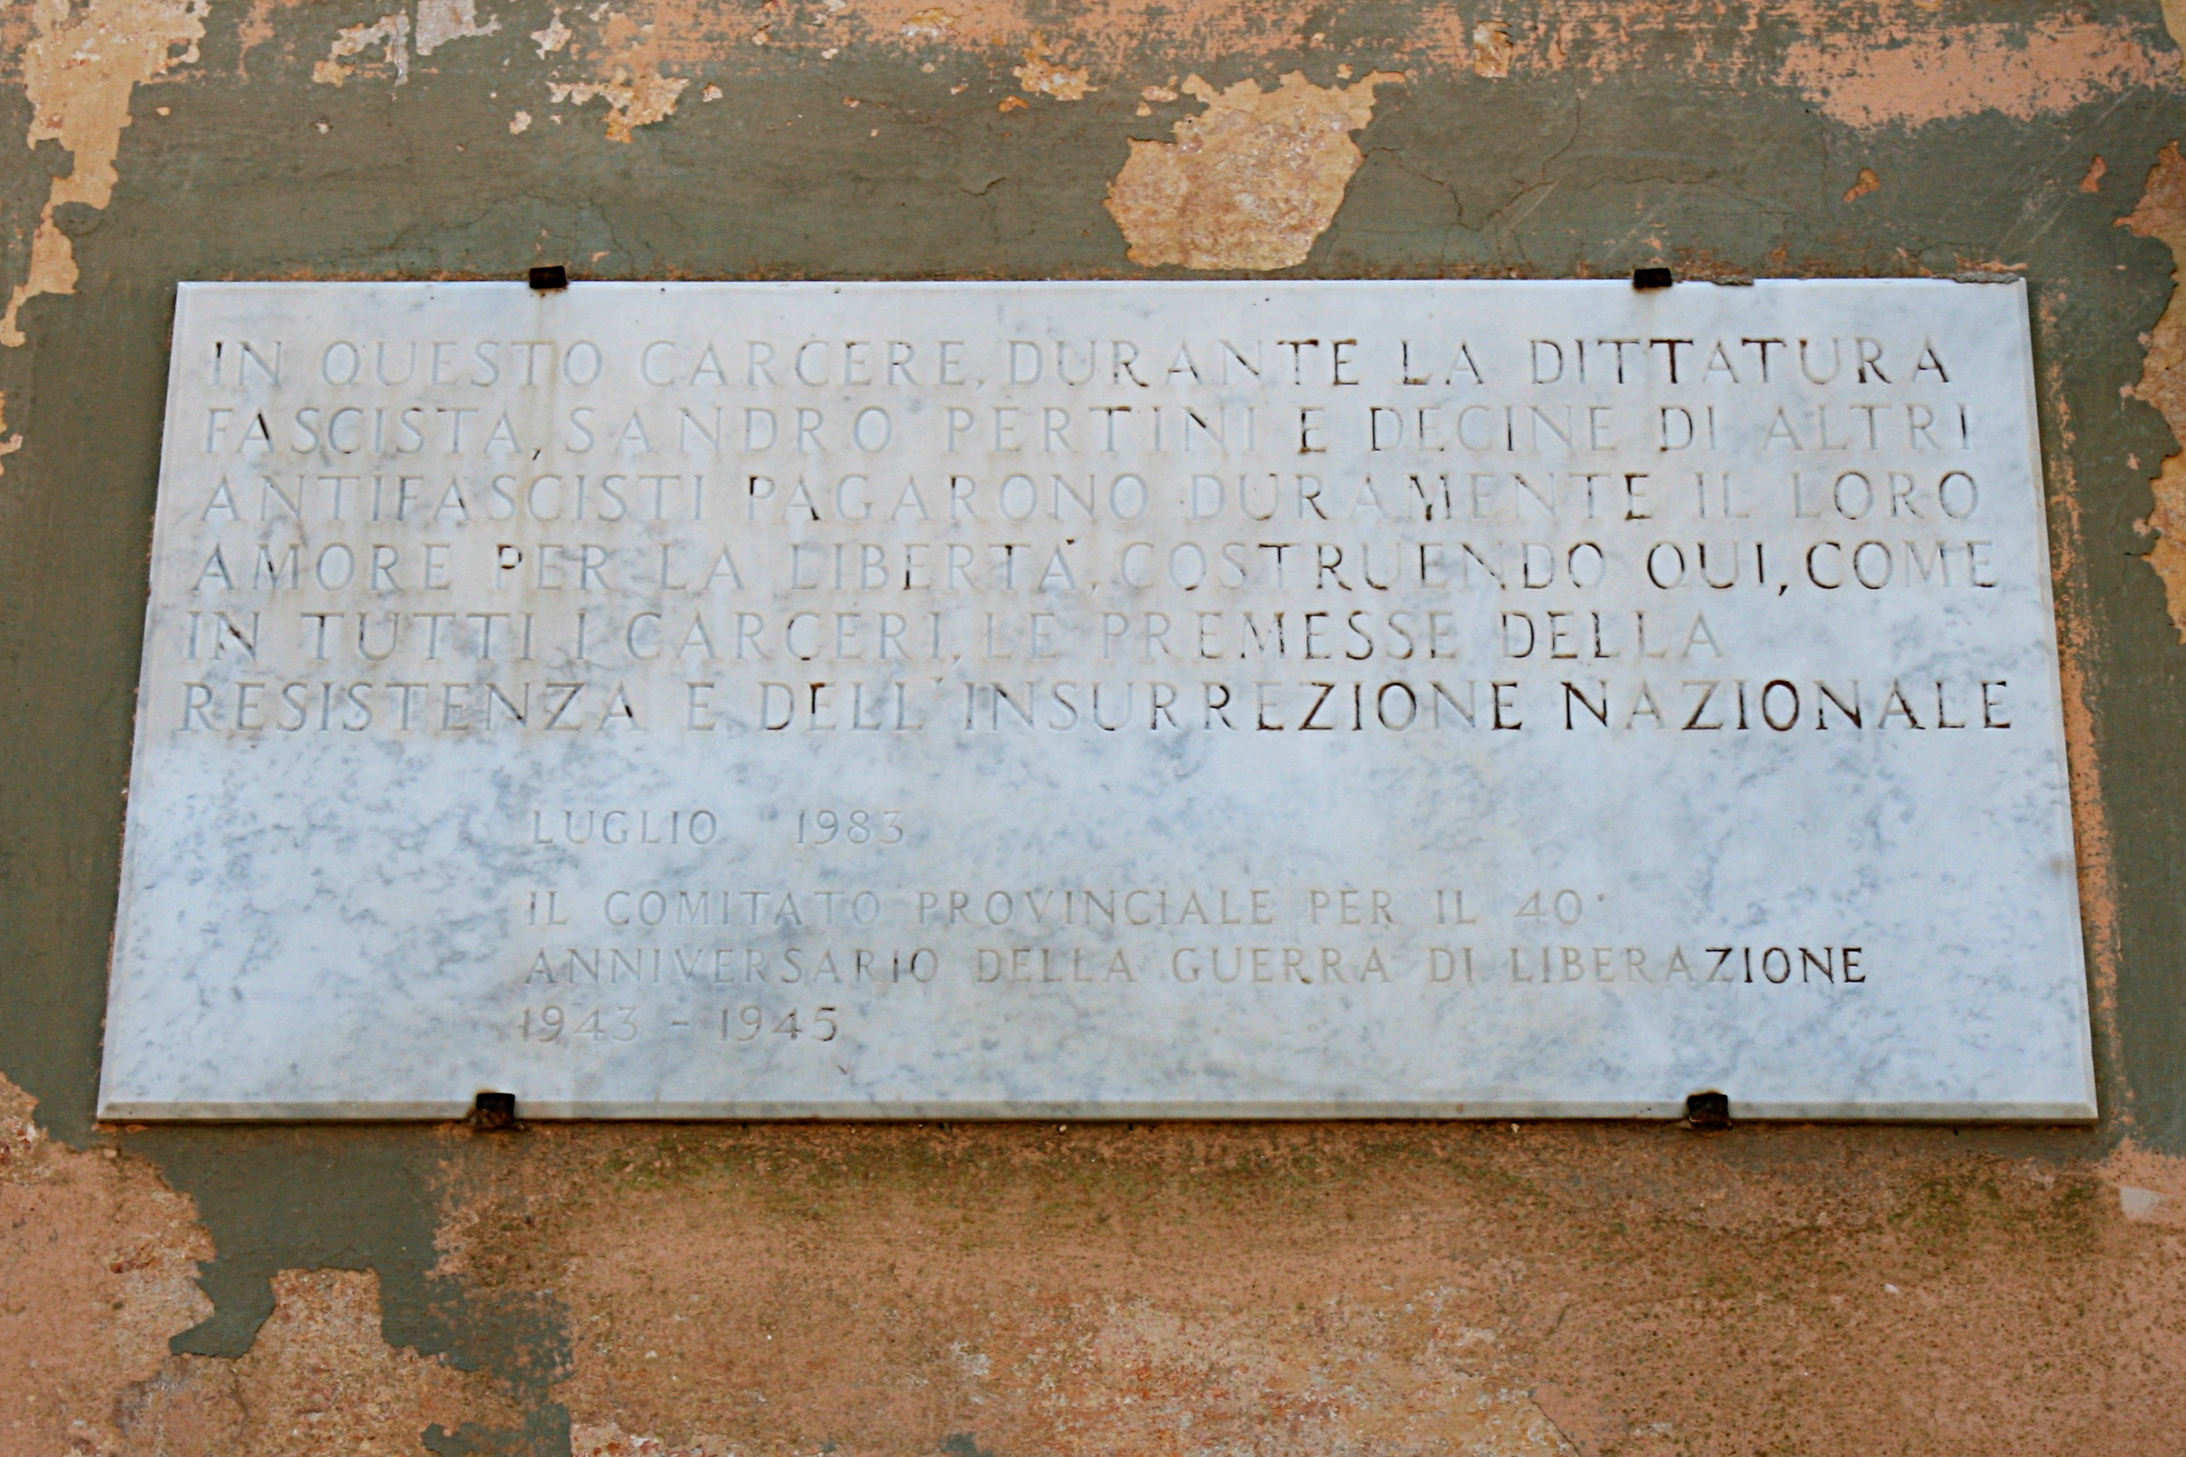 IN QUESTO CARCERE, DURANTE LA DITTATURA
FASCISTA, SANDRO PERTINI E DECINE DI ALTRI
ANTIFASCISTI PAGARONO DURAMENTE IL LORO
AMORE PER LA LIBERTÁ, COSTRUENDO QUI, COME
IN TUTTI I CARCERI, LE PREMESSE DELLA
RESISTENZA E DELL'INSURREZIONE NAZIONALE
LUGLIO 1983
IL COMITATO PROVINCIALE PER IL 40°
ANNIVERSARIO DELLA GUERRA DI LIBERAZIONE
1943 - 1945